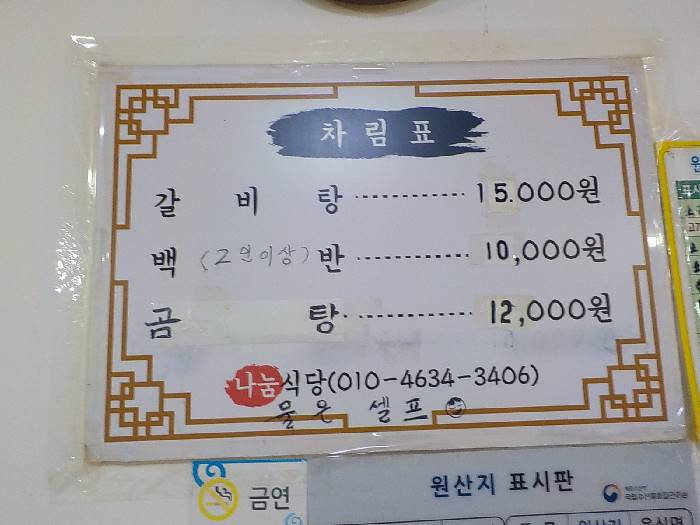 차림표
갈비탕 15.000원
백(2인이상)반 10,000원
곰탕 12,000원
나눔식당(010-4634-3406)
물은 셀프
금연
원산지 표시판